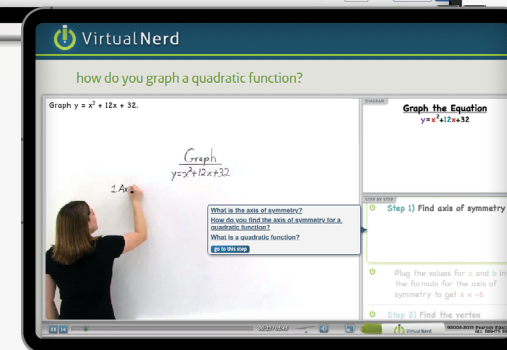 VirtualNerd
how do you graph a quadratic function?
Graph y = x² + 12x + 32.
Graph
y=x²+12x+32
1. Ax
What is the axis of symmetry?
How do you find the axis of symmetry for a
quadratic function?
What is a quadratic function?
go to this step
DIAGRAM
Graph the Equation
y=x²+12x+32
STEP BY STEP
Step 1) Find axis of symmetry
Plug the values for a and b in
the formula for the axis of
symmetry to get x = -6
Step 2) Find the vertex
VirtualNerd
ALL RIGHTS